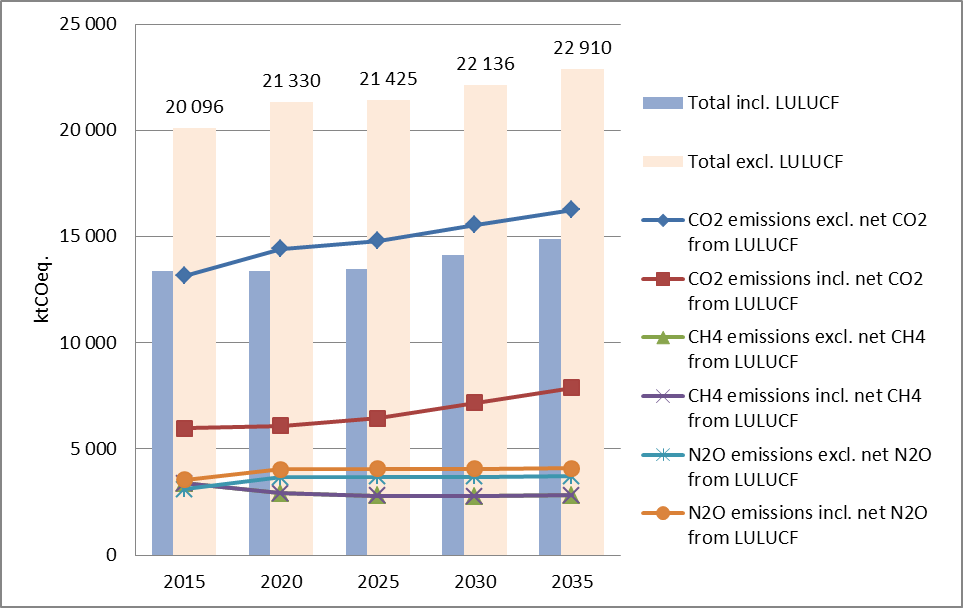 25 000
20 000
15 000
10 000
5 000
0
ktCOeq.
20 096
21 330
21 425
22 136
22 910
2015
2020
2025
2030
2035
Total incl. LULUCF
Total excl. LULUCF
CO2 emissions excl. net CO2
from LULUCF
CO2 emissions incl. net CO2
from LULUCF
CH4 emissions excl. net CH4
from LULUCF
CH4 emissions incl. net CH4
from LULUCF
N2O emissions excl. net N2O
from LULUCF
N2O emissions incl. net N2O
from LULUCF